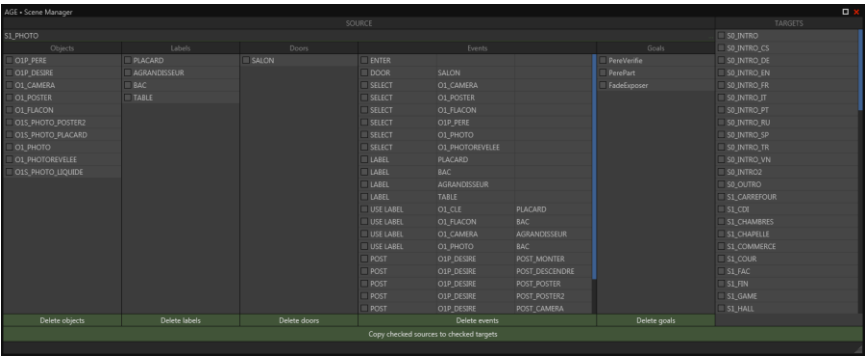 AGE • Scene Manager
SOURCE
TARGETS
S1_PHOTO
Objects
Labels
Doors
Events
Goals
O1P_PERE
O1P_DESIRE
O1_CAMERA
O1_POSTER
O1_FLACON
O1S_PHOTO_POSTER2
O1S_PHOTO_PLACARD
O1_PHOTO
O1_PHOTOREVELEE
O1S_PHOTO_LIQUIDE
PLACARD
AGRANDISSEUR
BAC
TABLE
SALON
ENTER
DOOR SALON
SELECT O1_CAMERA
SELECT O1_POSTER
SELECT O1_FLACON
SELECT O1P_PERE
SELECT O1_PHOTO
SELECT O1_PHOTOREVELEE
LABEL PLACARD
LABEL BAC
LABEL AGRANDISSEUR
LABEL TABLE
USE LABEL O1_CLE PLACARD
USE LABEL O1_FLACON BAC
USE LABEL O1_CAMERA AGRANDISSEUR
USE LABEL O1_PHOTO BAC
POST O1P_DESIRE POST_MONTER
POST O1P_DESIRE POST_DESCENDRE
POST O1P_DESIRE POST_POSTER
POST O1P_DESIRE POST_POSTER2
POST O1P_DESIRE POST_CAMERA
PereVerifie
PerePart
FadeExposer
S0_INTRO
S0_INTRO_CS
S0_INTRO_DE
S0_INTRO_EN
S0_INTRO_FR
S0_INTRO_IT
S0_INTRO_PT
S0_INTRO_RU
S0_INTRO_SP
S0_INTRO_TR
S0_INTRO_VN
S0_INTRO2
S0_OUTRO
S1_CARREFOUR
S1_CDI
S1_CHAMBRES
S1_CHAPELLE
S1_COMMERCE
S1_COUR
S1_FAC
S1_FIN
S1_GAME
S1_HALL
Delete objects
Delete labels
Delete doors
Delete events
Delete goals
Copy checked sources to checked targets